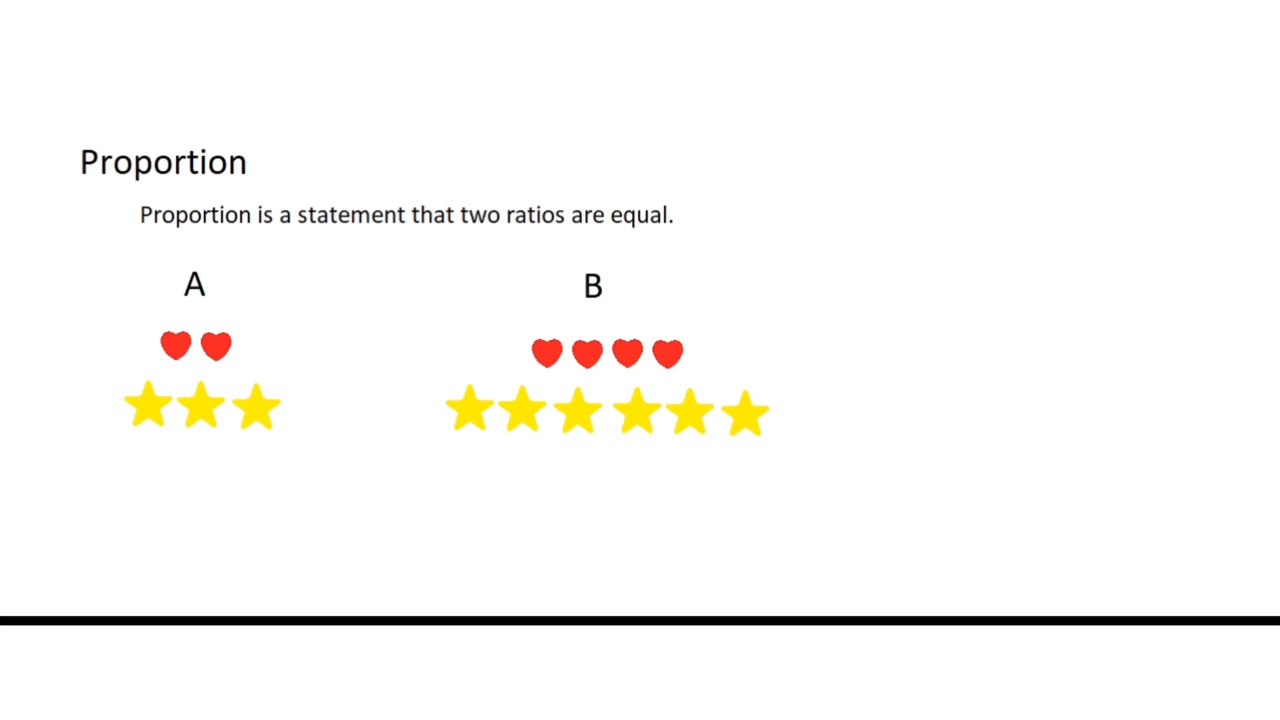 Proportion
Proportion is a statement that two ratios are equal.
A
B